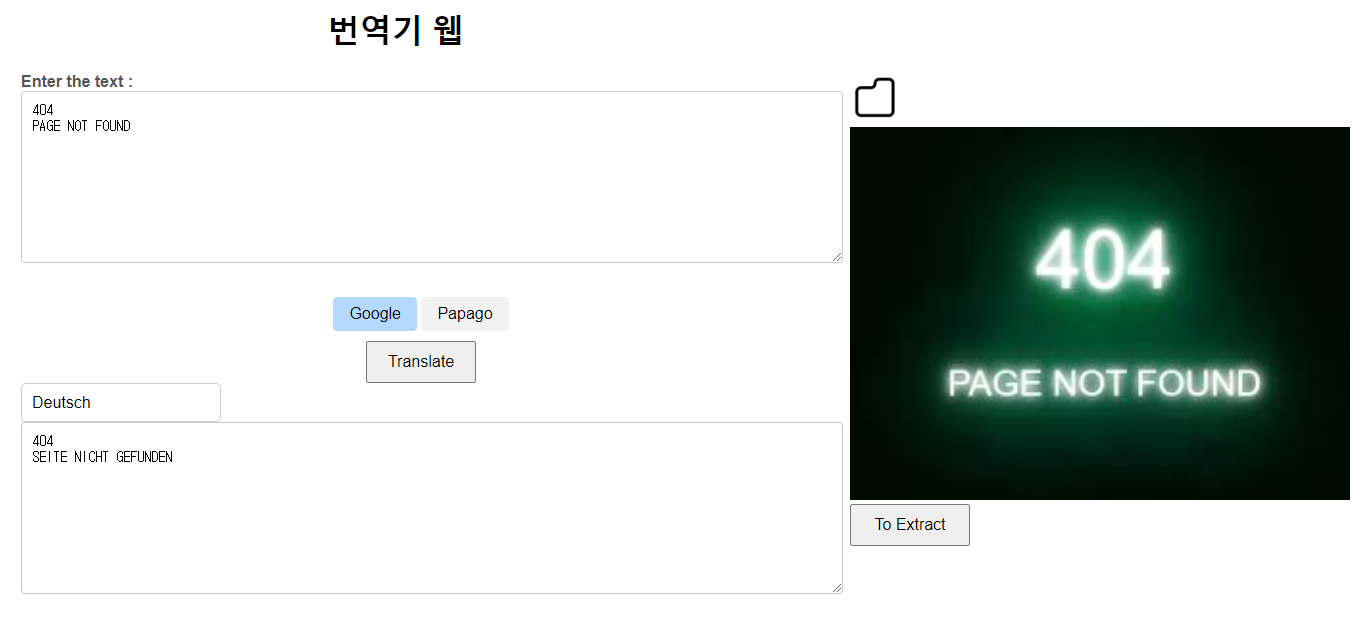 번역기 웹
Enter the text :
404
PAGE NOT FOUND
Google Papago
Translate
Deutsch
404
SEITE NICHT GEFUNDEN
404
PAGE NOT FOUND
To Extract